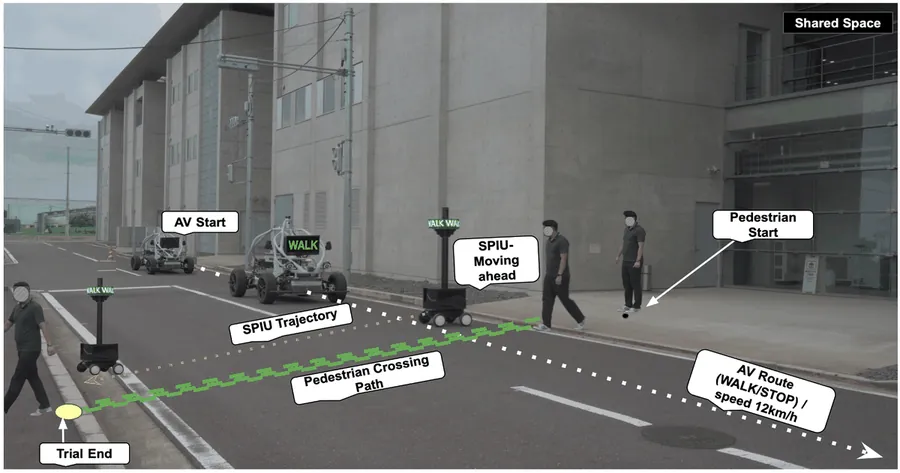 Shared Space
AV Start
WALK
WALK WAL
SPIU-
Moving
ahead
Pedestrian
Start
WALK WAL
SPIU Trajectory
Pedestrian Crossing
Path
AV Route
(WALK/STOP) /
speed 12km/h
Trial End